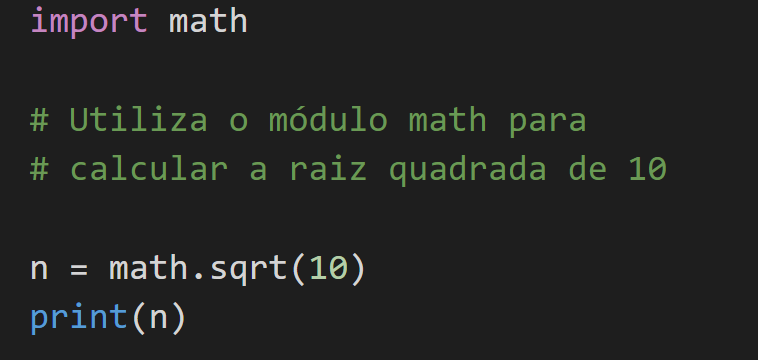 import math
# Utiliza o módulo math para
# calcular a raiz quadrada de 10
n = math.sqrt(10)
print(n)